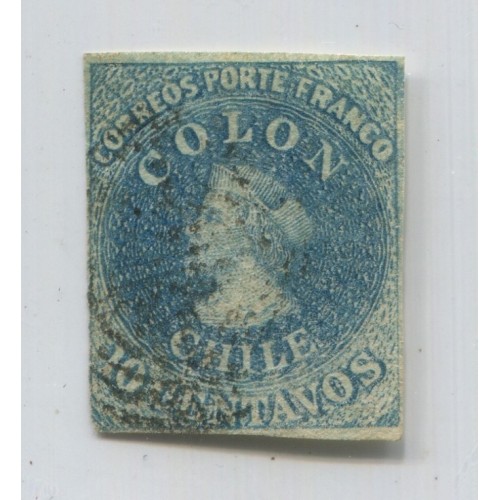 CORREOS PORTE FRANCO
COLON
CHILE
10 CENTAVOS